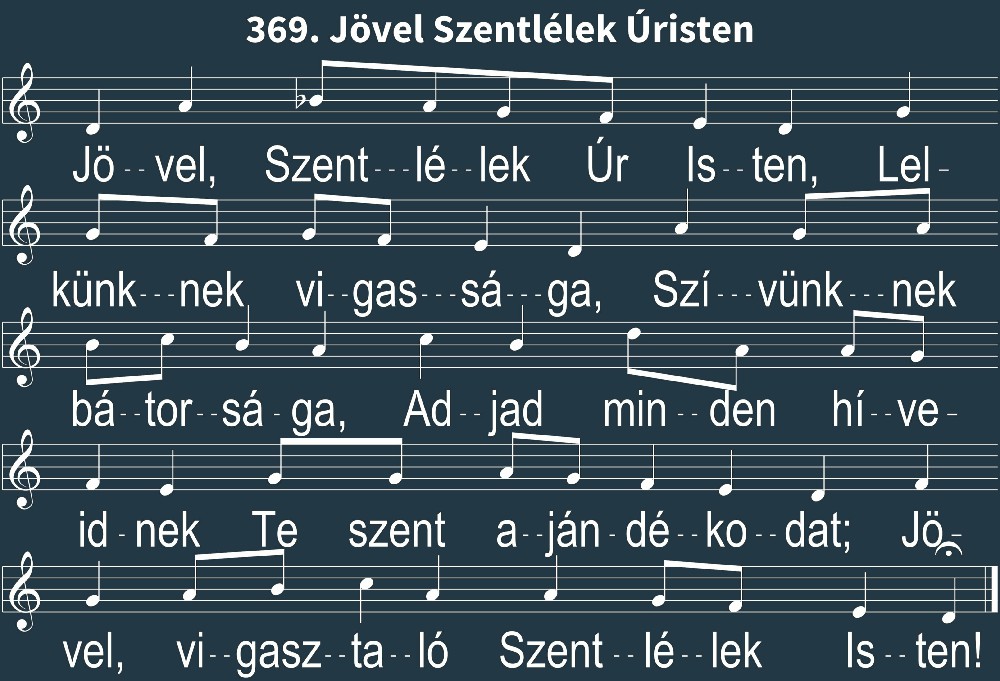 369. Jövel Szentlélek Úristen
Jö - - vel, Szent - - - lé - - lek Úr Is - - ten, Lel -
künk - - - nek vi - - gas - - - sá - - - ga, Szí - - - vünk - - - nek
bá - - tor - - sá - ga, Ad - - jad min - - den hí - - ve -
id - nek Te szent a - - ján - dé - - ko - - dat; Jö -
vel, vi - - gasz - - ta - - ló Szent - - lé - - lek Is - - ten!